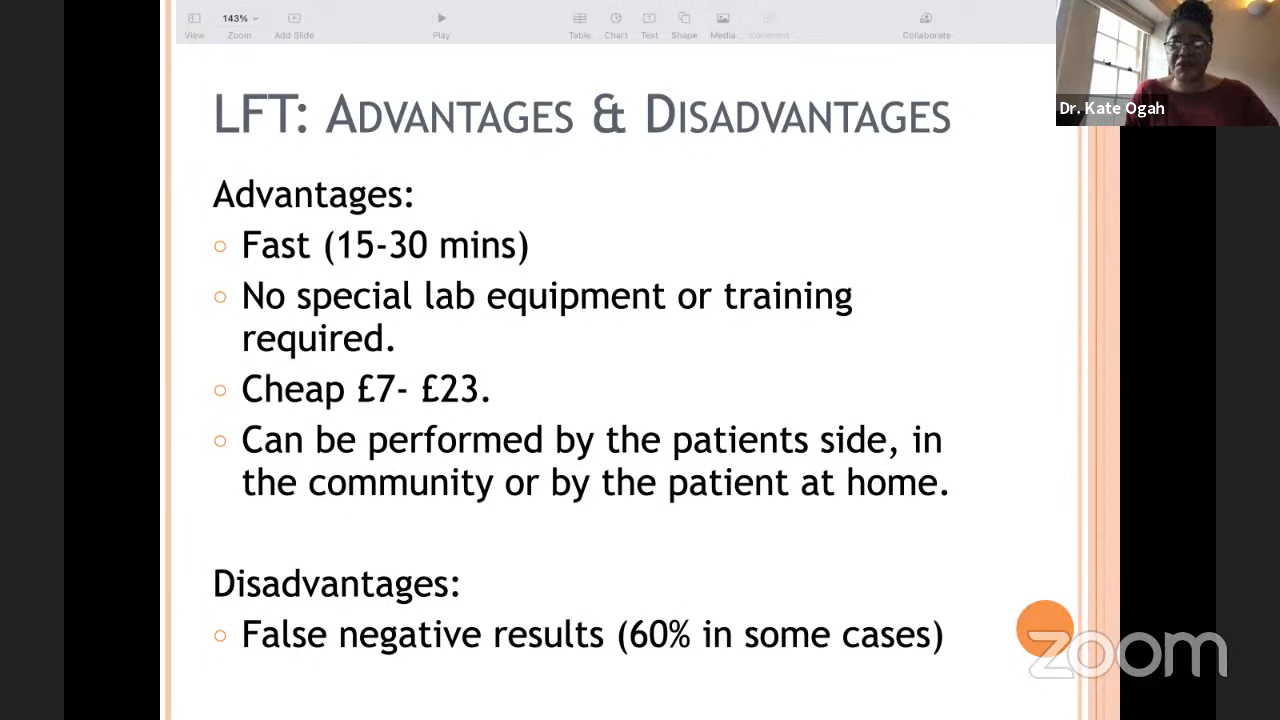 143%
View
Zoom
Add Slide
Play
Table
Chart
Text
Shape
Media
Comment
Collaborate
Dr. Kate Ogah
LFT: ADVANTAGES & DISADVANTAGES
Advantages:
Fast (15-30 mins)
No special lab equipment or training
required.
Cheap £7- £23.
Can be performed by the patients side, in
the community or by the patient at home.
Disadvantages:
False negative results (60% in some cases)
zoom